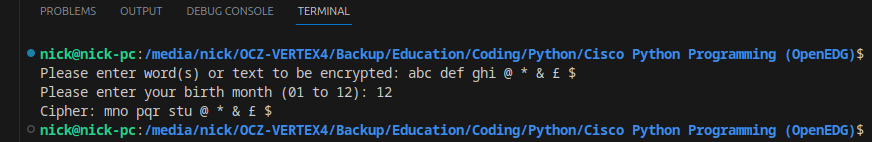 PROBLEMS OUTPUT DEBUG CONSOLE TERMINAL
nick@nick-pc:/media/nick/OCZ-VERTEX4/Backup/Education/Coding/Python/Cisco Python Programming (OpenEDG)$
Please enter word(s) or text to be encrypted: abc def ghi @ * & £ $
Please enter your birth month (01 to 12): 12
Cipher: mno pqr stu @ * & £ $
nick@nick-pc:/media/nick/OCZ-VERTEX4/Backup/Education/Coding/Python/Cisco Python Programming (OpenEDG)$